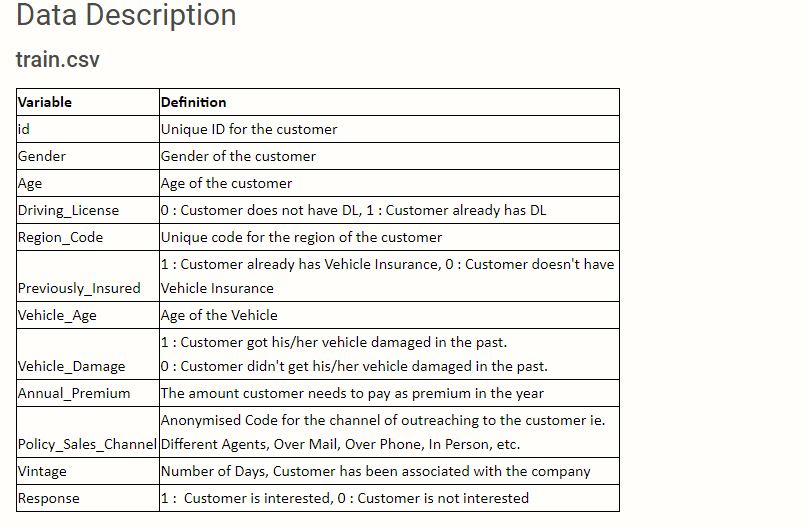 Data Description
train.csv
Variable Definition
id Unique ID for the customer
Gender Gender of the customer
Age Age of the customer
Driving_License 0 : Customer does not have DL, 1 : Customer already has DL
Region_Code Unique code for the region of the customer
1 : Customer already has Vehicle Insurance, 0 : Customer doesn't have
Previously_Insured Vehicle Insurance
Vehicle_Age Age of the Vehicle
1 : Customer got his/her vehicle damaged in the past.
Vehicle_Damage 0 : Customer didn't get his/her vehicle damaged in the past.
Annual_Premium The amount customer needs to pay as premium in the year
Anonymised Code for the channel of outreaching to the customer ie.
Policy_Sales_Channel Different Agents, Over Mail, Over Phone, In Person, etc.
Vintage Number of Days, Customer has been associated with the company
Response 1 :  Customer is interested, 0 : Customer is not interested